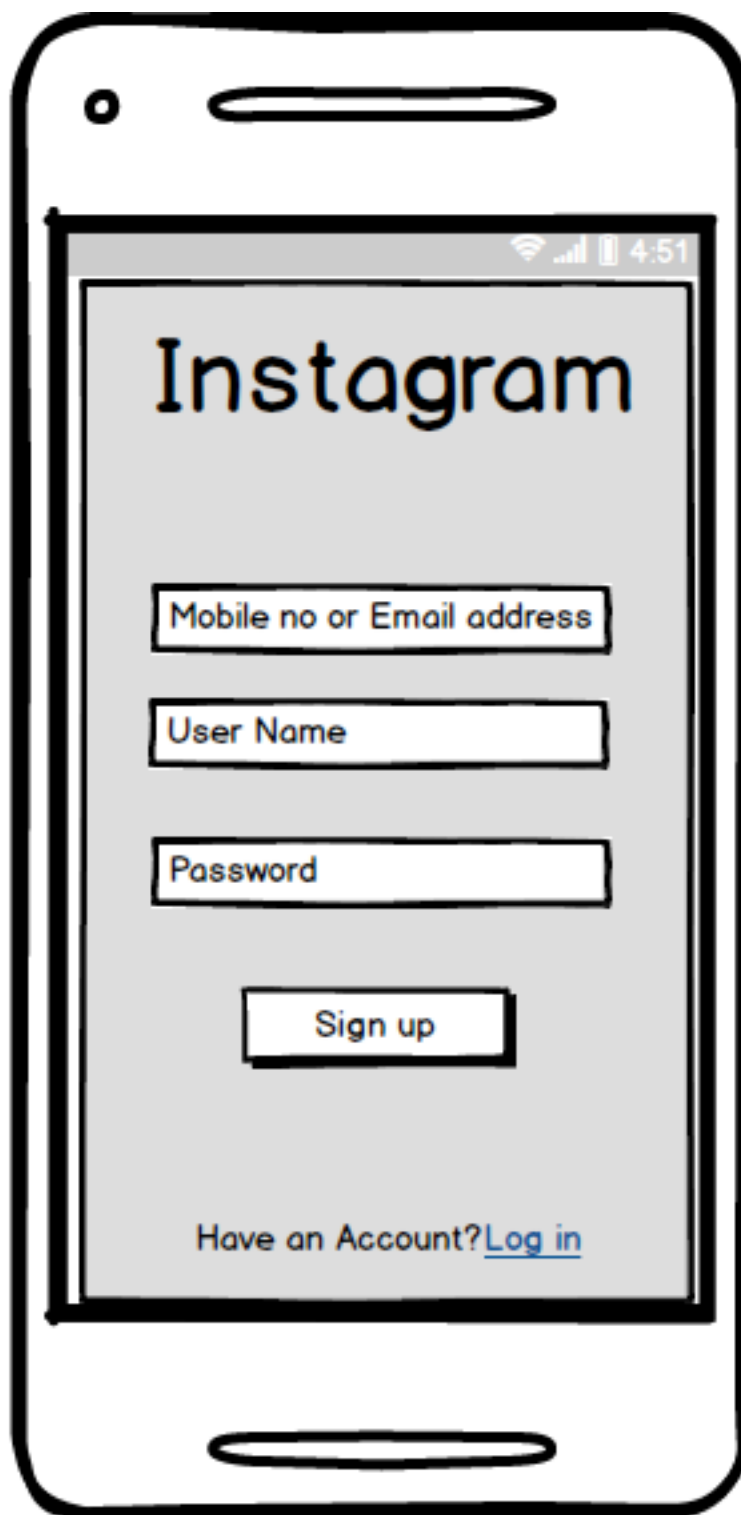 4:51
Instagram
Mobile no or Email address
User Name
Password
Sign up
Have an Account?Log in